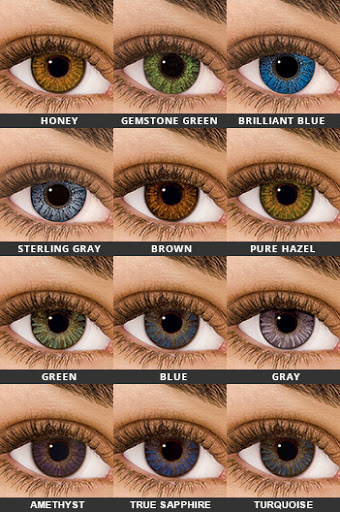 HONEY GEMSTONE GREEN BRILLIANT BLUE
STERLING GRAY BROWN PURE HAZEL
GREEN BLUE GRAY
AMETHYST TRUE SAPPHIRE TURQUOISE